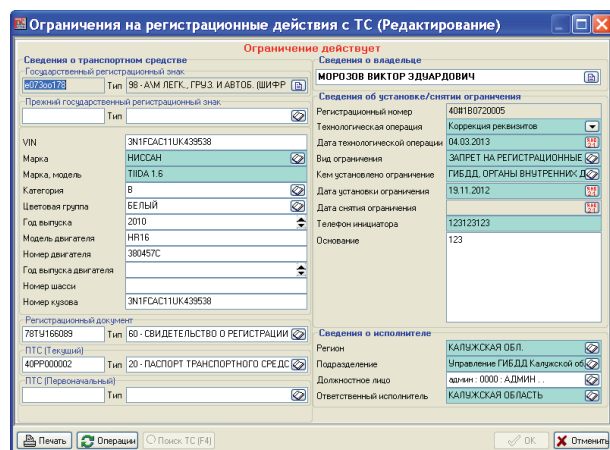 Ограничения на регистрационные действия с ТС (Редактирование)
Ограничение действует
Сведения о транспортном средстве
Государственный регистрационный знак
е073оо178 Тип 98 - А\М ЛЕГК., ГРУЗ. И АВТОБ. (ШИФР
Прежний государственный регистрационный знак
Тип
VIN 3N1FCAC11UK439538
Марка НИССАН
Марка, модель TIIDA 1.6
Категория B
Цветовая группа БЕЛЫЙ
Год выпуска 2010
Модель двигателя HR16
Номер двигателя 380457C
Год выпуска двигателя
Номер шасси
Номер кузова 3N1FCAC11UK439538
Регистрационный документ
78ТУ166089 Тип 60 - СВИДЕТЕЛЬСТВО О РЕГИСТРАЦИИ
ПТС (Текущий)
40РР000002 Тип 20 - ПАСПОРТ ТРАНСПОРТНОГО СРЕДС
ПТС (Первоначальный)
Тип
Сведения о владельце
МОРОЗОВ ВИКТОР ЭДУАРДОВИЧ
Сведения об установке/снятии ограничения
Регистрационный номер 40#1B0720005
Технологическая операция Коррекция реквизитов
Дата технологической операции 04.03.2013
Вид ограничения ЗАПРЕТ НА РЕГИСТРАЦИОННЫЕ
Кем установлено ограничение ГИБДД, ОРГАНЫ ВНУТРЕННИХ Д
Дата установки ограничения 19.11.2012
Дата снятия ограничения
Телефон инициатора 123123123
Основание 123
Сведения о исполнителе
Регион КАЛУЖСКАЯ ОБЛ.
Подразделение Управление ГИБДД Калужской об
Должностное лицо админ : 0000 : АДМИН . .
Ответственный исполнитель КАЛУЖСКАЯ ОБЛАСТЬ
Печать Операции Поиск ТС (F4) OK Отменить